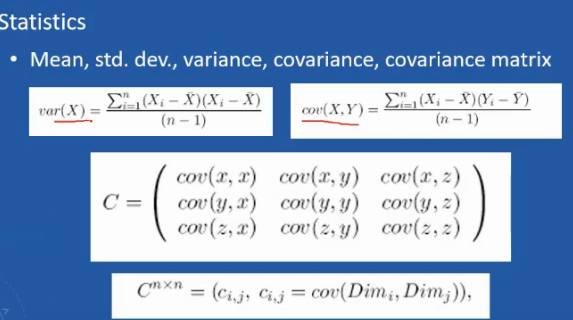 Statistics
• Mean, std. dev., variance, covariance, covariance matrix
var(X) = \frac{\sum_{i=1}^{n}(X_i - \bar{X})(X_i - \bar{X})}{(n - 1)}
cov(X, Y) = \frac{\sum_{i=1}^{n}(X_i - \bar{X})(Y_i - \bar{Y})}{(n - 1)}
C = \begin{pmatrix} cov(x, x) & cov(x, y) & cov(x, z) \\ cov(y, x) & cov(y, y) & cov(y, z) \\ cov(z, x) & cov(z, y) & cov(z, z) \end{pmatrix}
C^{n \times n} = (c_{i,j}, c_{i,j} = cov(Dim_i, Dim_j)),